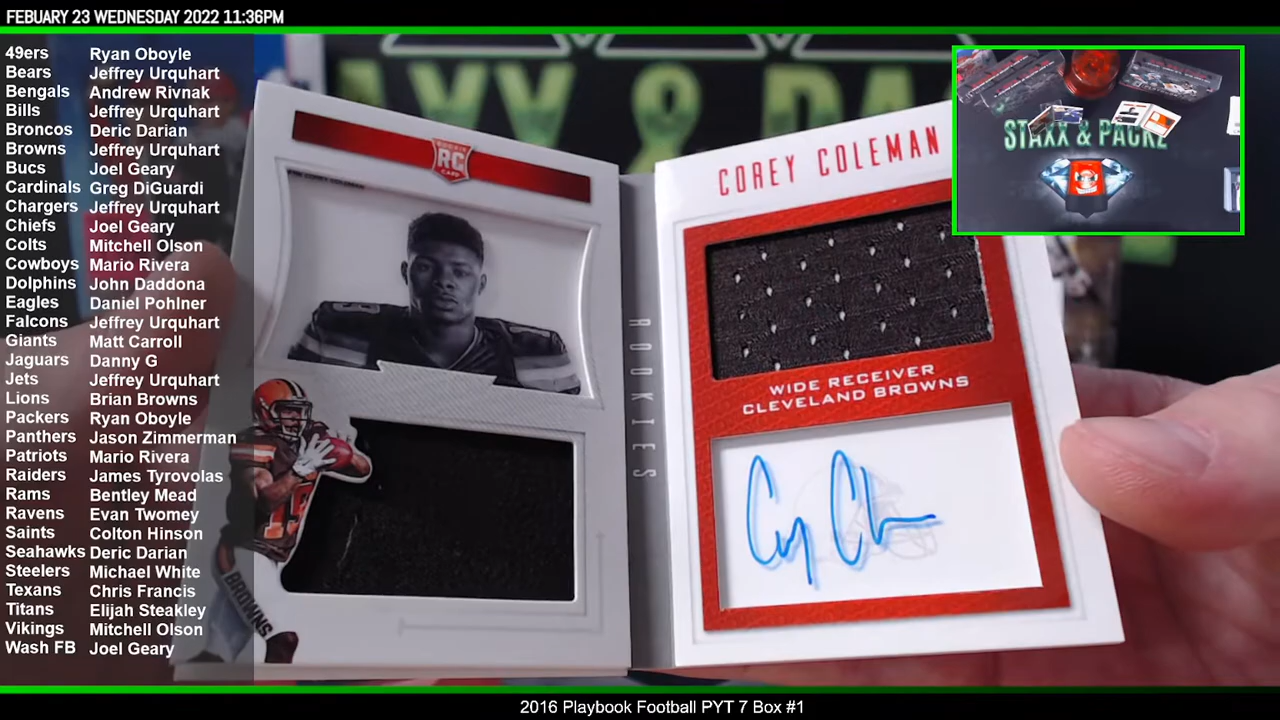 FEBUARY 23 WEDNESDAY 2022 11:36PM
49ers Ryan Oboyle
Bears Jeffrey Urquhart
Bengals Andrew Rivnak
Bills Jeffrey Urquhart
Broncos Deric Darian
Browns Jeffrey Urquhart
Bucs Joel Geary
Cardinals Greg DiGuardi
Chargers Jeffrey Urquhart
Chiefs Joel Geary
Colts Mitchell Olson
Cowboys Mario Rivera
Dolphins John Daddona
Eagles Daniel Pohlner
Falcons Jeffrey Urquhart
Giants Matt Carroll
Jaguars Danny G
Jets Jeffrey Urquhart
Lions Brian Browns
Packers Ryan Oboyle
Panthers Jason Zimmerman
Patriots Mario Rivera
Raiders James Tyrovolas
Rams Bentley Mead
Ravens Evan Twomey
Saints Colton Hinson
Seahawks Deric Darian
Steelers Michael White
Texans Chris Francis
Titans Elijah Steakley
Vikings Mitchell Olson
Wash FB Joel Geary
RC
CARD
BROWNS
ROOKIES
COREY COLEMAN
WIDE RECEIVER
CLEVELAND BROWNS
STAXX & PACKZ
2016 Playbook Football PYT 7 Box #1